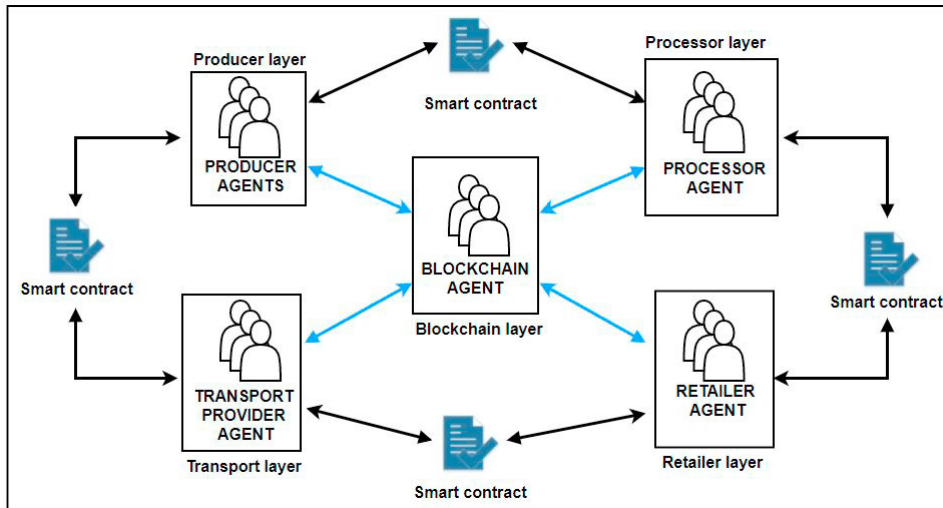 Producer layer
PRODUCER
AGENTS
Smart contract
Processor layer
PROCESSOR
AGENT
Smart contract
BLOCKCHAIN
AGENT
Blockchain layer
Smart contract
TRANSPORT
PROVIDER
AGENT
Transport layer
Smart contract
RETAILER
AGENT
Retailer layer